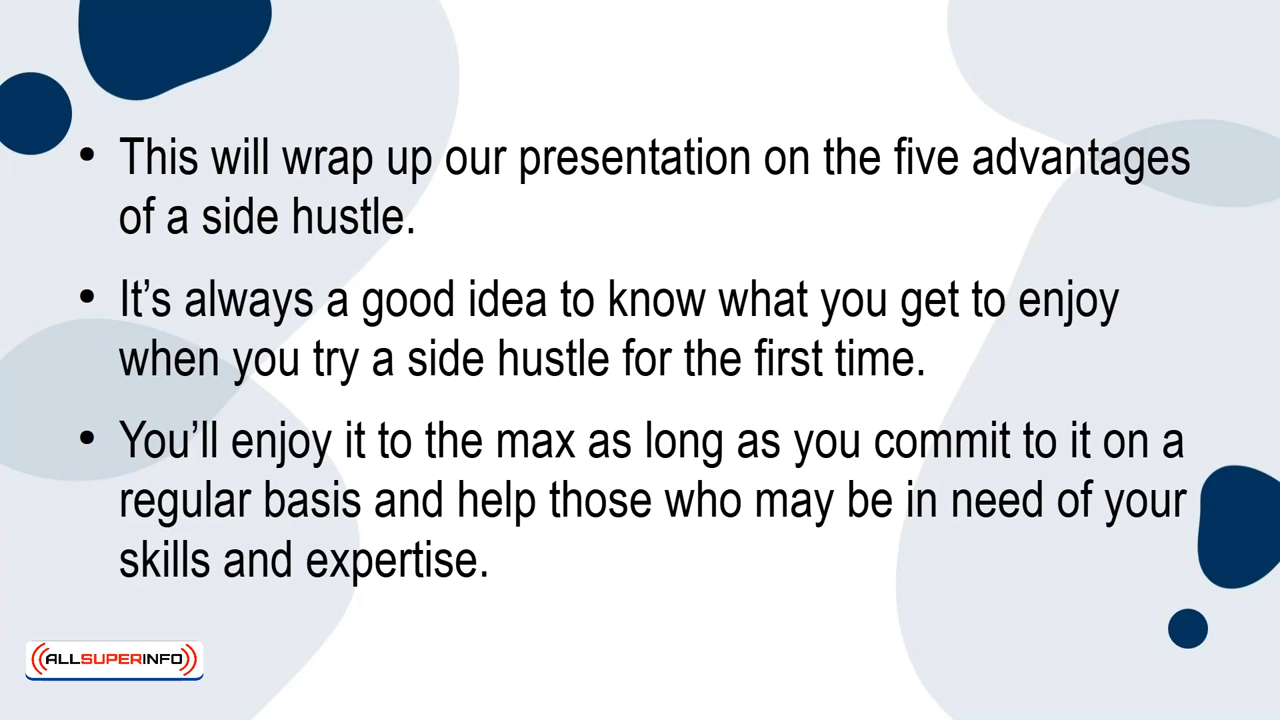 • This will wrap up our presentation on the five advantages
of a side hustle.
• It’s always a good idea to know what you get to enjoy
when you try a side hustle for the first time.
• You’ll enjoy it to the max as long as you commit to it on a
regular basis and help those who may be in need of your
skills and expertise.
ALLSUPERINFO